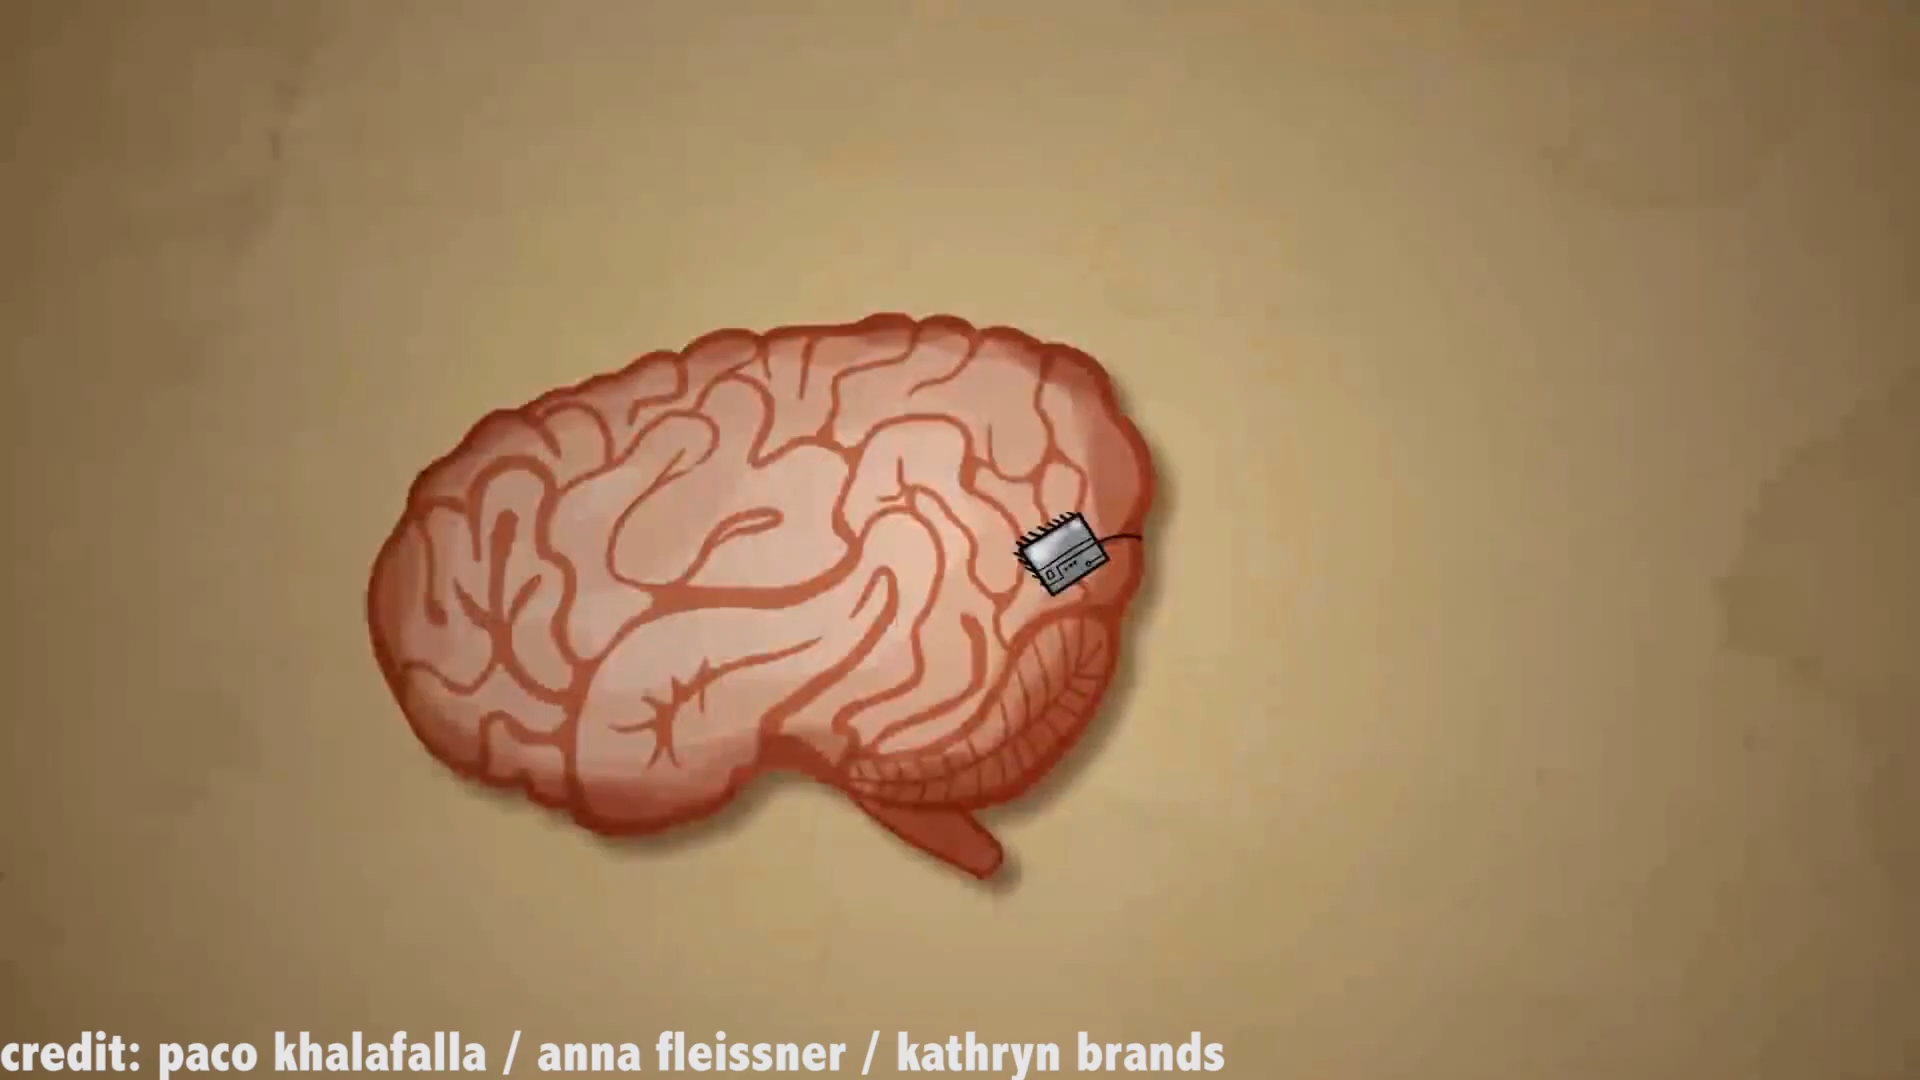 credit: paco khalafalla / anna fleissner / kathryn brands